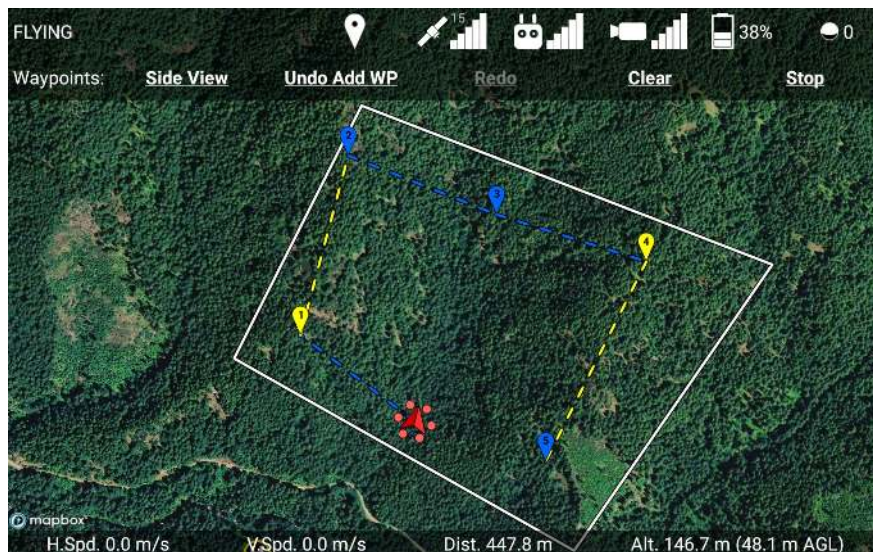 FLYING
15
38%
0
Waypoints: Side View Undo Add WP Redo Clear Stop
2
3
4
1
5
mapbox
H.Spd. 0.0 m/s V.Spd. 0.0 m/s Dist. 447.8 m Alt. 146.7 m (48.1 m AGL)